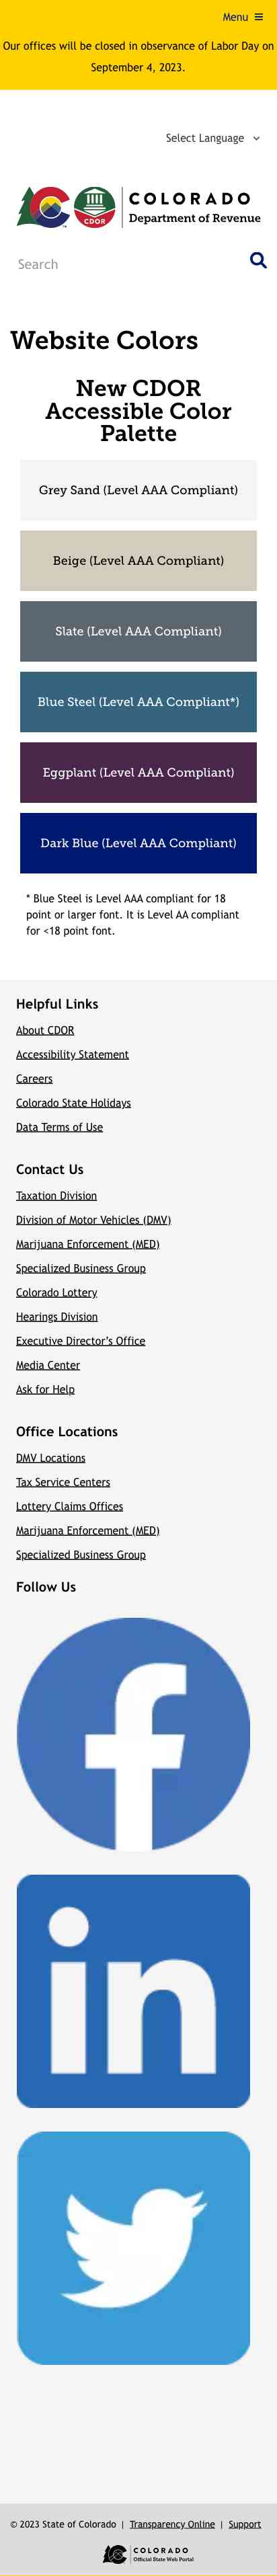 Menu
Our offices will be closed in observance of Labor Day on
September 4, 2023.
Select Language
CDOR
COLORADO
Department of Revenue
Search
Website Colors
New CDOR
Accessible Color
Palette
Grey Sand (Level AAA Compliant)
Beige (Level AAA Compliant)
Slate (Level AAA Compliant)
Blue Steel (Level AAA Compliant*)
Eggplant (Level AAA Compliant)
Dark Blue (Level AAA Compliant)
* Blue Steel is Level AAA compliant for 18
point or larger font. It is Level AA compliant
for <18 point font.
Helpful Links
About CDOR
Accessibility Statement
Careers
Colorado State Holidays
Data Terms of Use
Contact Us
Taxation Division
Division of Motor Vehicles (DMV)
Marijuana Enforcement (MED)
Specialized Business Group
Colorado Lottery
Hearings Division
Executive Director's Office
Media Center
Ask for Help
Office Locations
DMV Locations
Tax Service Centers
Lottery Claims Offices
Marijuana Enforcement (MED)
Specialized Business Group
Follow Us
f
in
© 2023 State of Colorado | Transparency Online | Support
COLORADO
Official State Web Portal